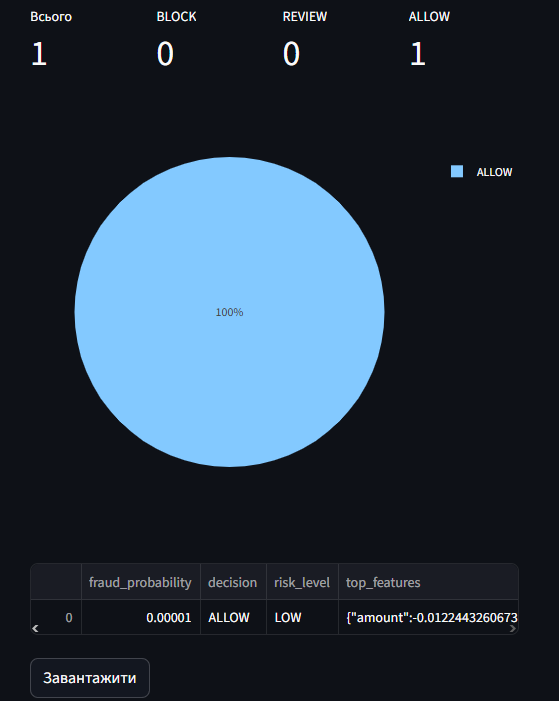 Всього BLOCK REVIEW ALLOW
1 0 0 1
ALLOW
100%
fraud_probability decision risk_level top_features
0 0.00001 ALLOW LOW {"amount":-0.0122443260673
Завантажити